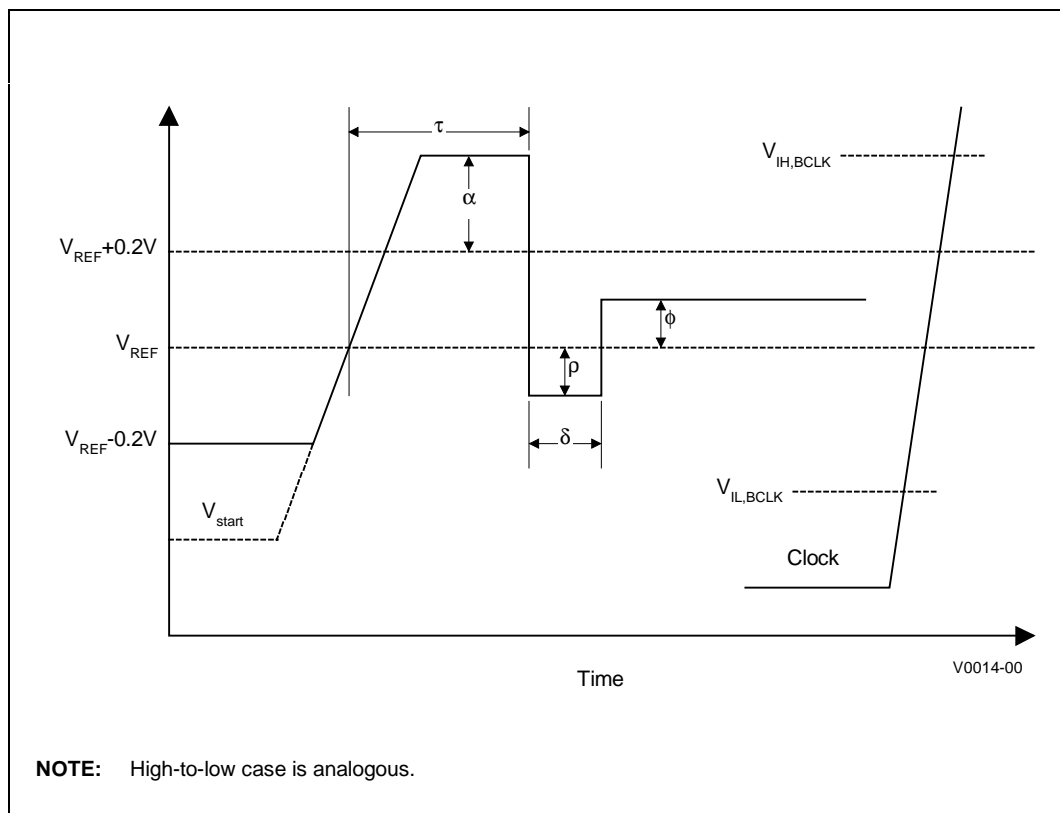 τ
V_IH,BCLK
α
V_REF+0.2V
ϕ
V_REF
ρ
V_REF-0.2V
δ
V_IL,BCLK
V_start
Clock
Time
V0014-00
NOTE: High-to-low case is analogous.